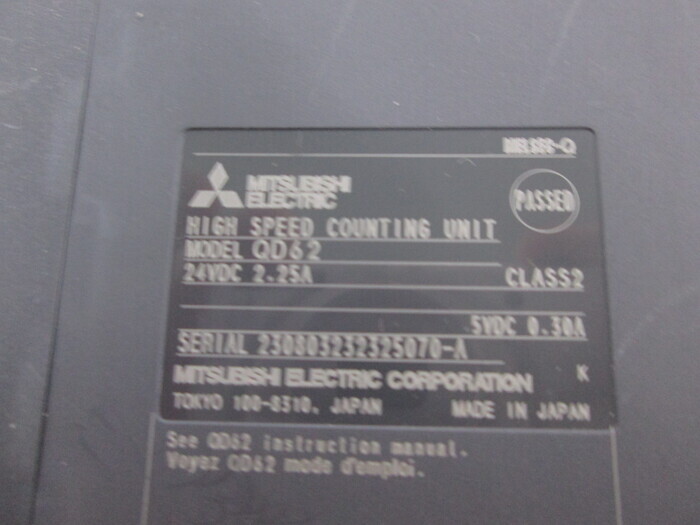 MELSEC-Q
MITSUBISHI
ELECTRIC
PASSED
HIGH SPEED COUNTING UNIT
MODEL QD62
24VDC 2.25A CLASS2
5VDC 0.30A
SERIAL 230803232325070-A
MITSUBISHI ELECTRIC CORPORATION K
TOKYO 100-8310, JAPAN MADE IN JAPAN
See QD62 instruction manual.
Voyez QD62 mode d'emploi.